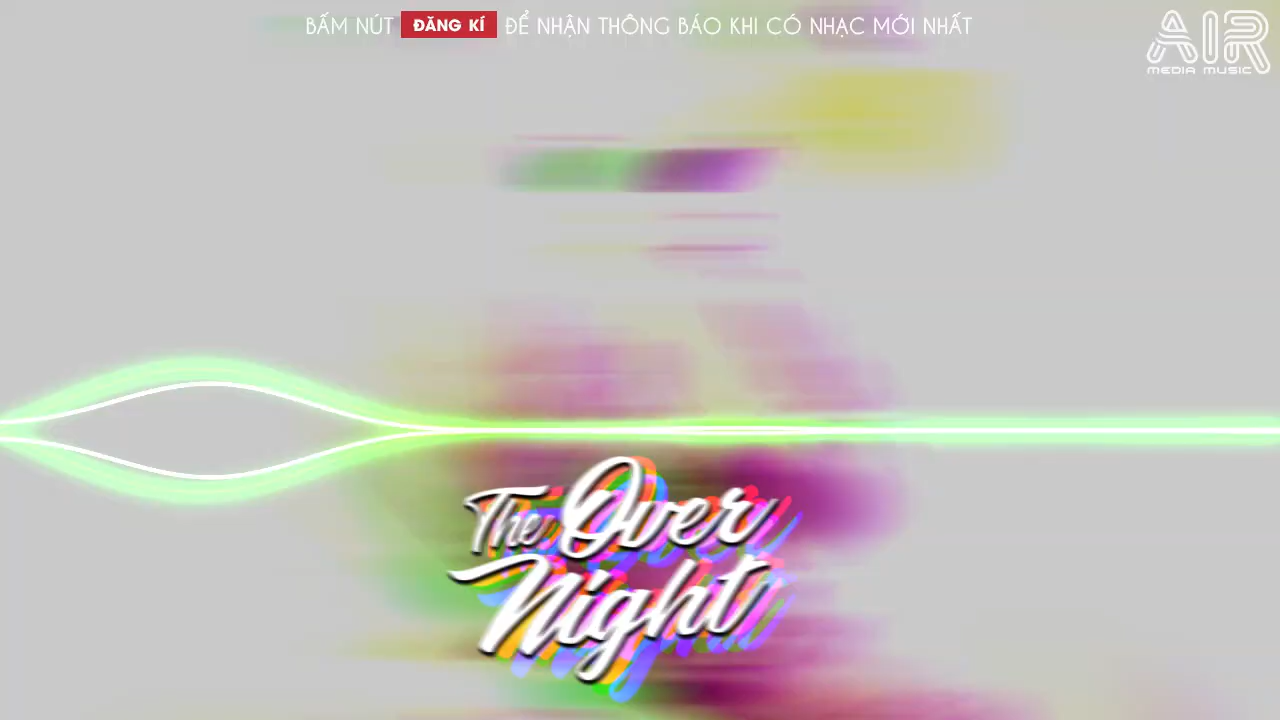 BẤM NÚT ĐĂNG KÍ ĐỂ NHẬN THÔNG BÁO KHI CÓ NHẠC MỚI NHẤT
AIR
MEDIA MUSIC
The Over
Night